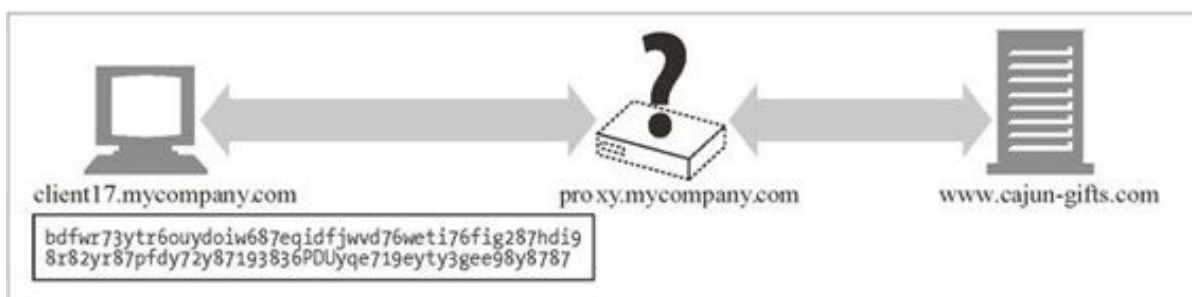 ?
client17.mycompany.com
proxy.mycompany.com
www.cajun-gifts.com
bdfwr73ytr6ouydoiw687eqidfjwvd76weti76fig287hdi9
8r82yr87pfdy72y87193836PDUyqe719eyty3gee98y8787